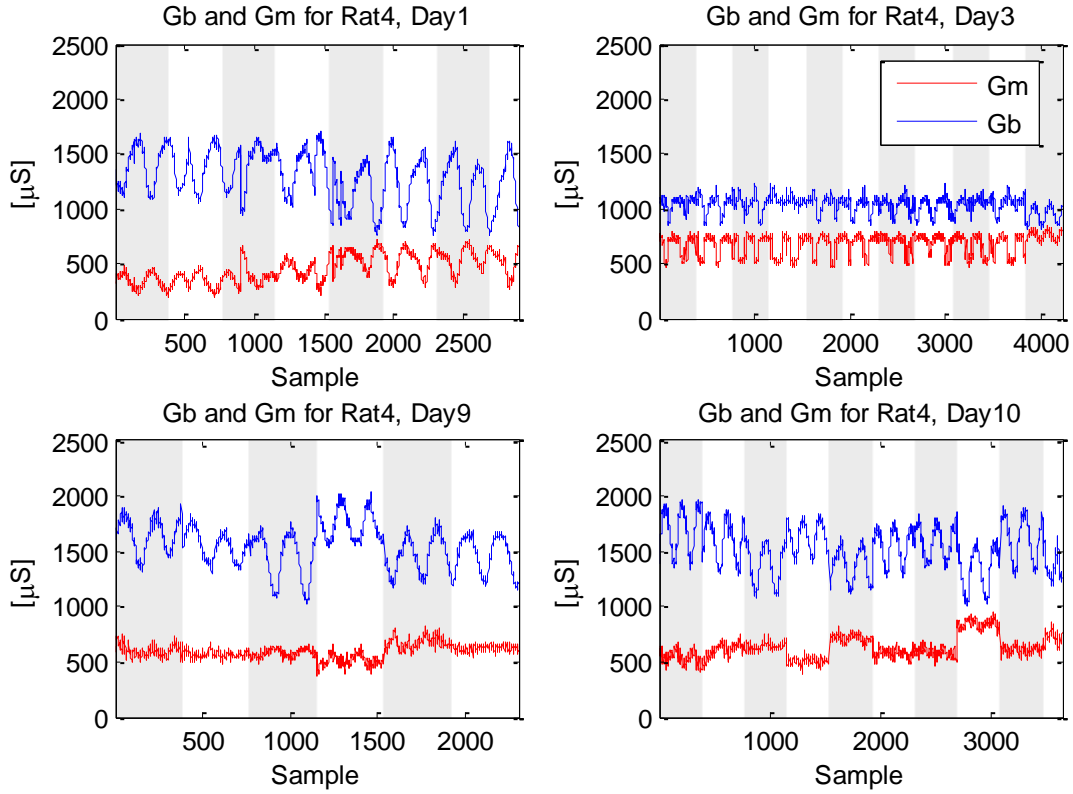 Gb and Gm for Rat4, Day1
2500
2000
1500
1000
500
0
[μS]
500 1000 1500 2000 2500
Sample
Gb and Gm for Rat4, Day3
2500
2000
1500
1000
500
0
[μS]
Gm
Gb
1000 2000 3000 4000
Sample
Gb and Gm for Rat4, Day9
2500
2000
1500
1000
500
0
[μS]
500 1000 1500 2000
Sample
Gb and Gm for Rat4, Day10
2500
2000
1500
1000
500
0
[μS]
1000 2000 3000
Sample